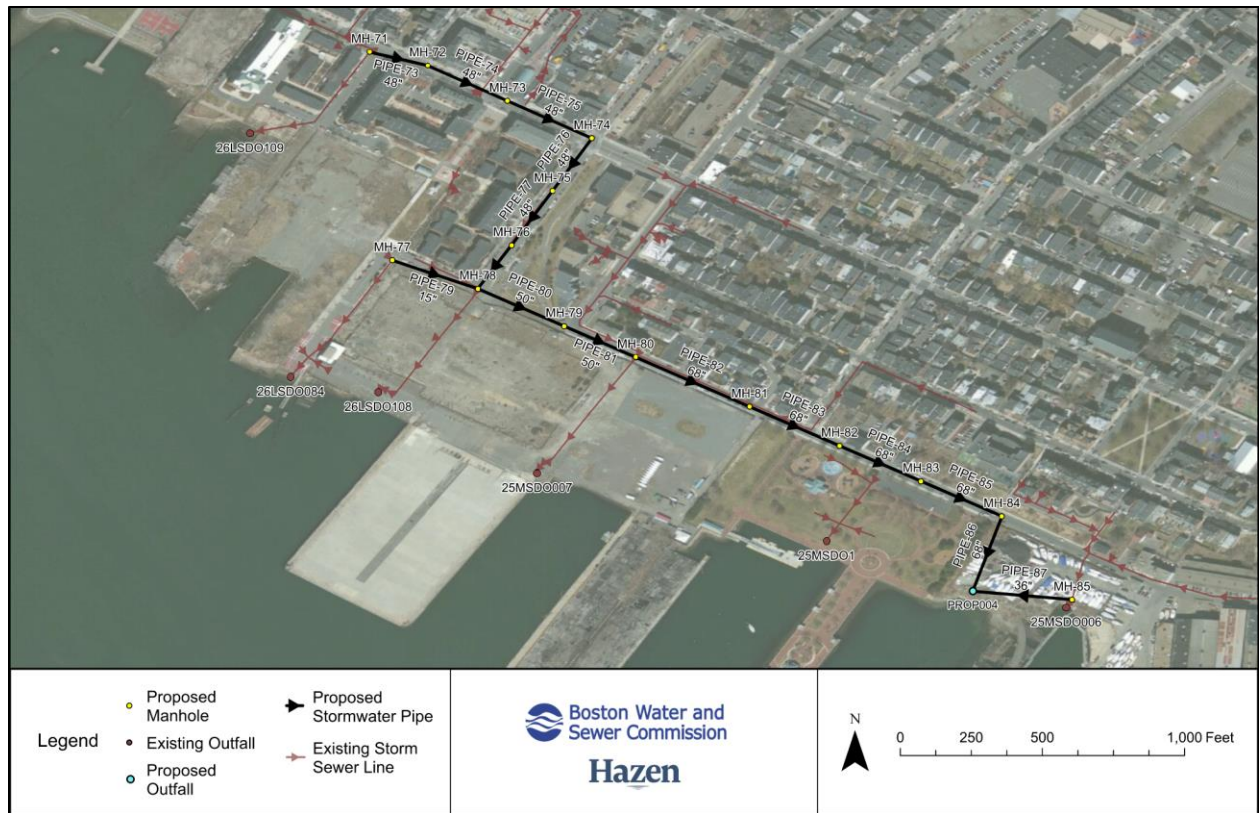 MH-71
MH-72
PIPE-73
48"
PIPE-74
48"
MH-73
PIPE-75
48"
MH-74
26LSDO109
PIPE-76
48"
MH-75
PIPE-77
48"
MH-76
MH-77
PIPE-79
15"
MH-78
PIPE-80
50"
MH-79
PIPE-81
50"
MH-80
PIPE-82
68"
MH-81
PIPE-83
68"
MH-82
PIPE-84
68"
MH-83
PIPE-85
68"
MH-84
26LSDO084
26LSDO108
25MSDO007
25MSDO1
PIPE-86
68"
PIPE-87
36"
MH-85
PROP004
25MSDO006
Legend
Proposed
Manhole
Existing Outfall
Proposed
Outfall
Proposed
Stormwater Pipe
Existing Storm
Sewer Line
Boston Water and
Sewer Commission
Hazen
N
0 250 500 1,000 Feet